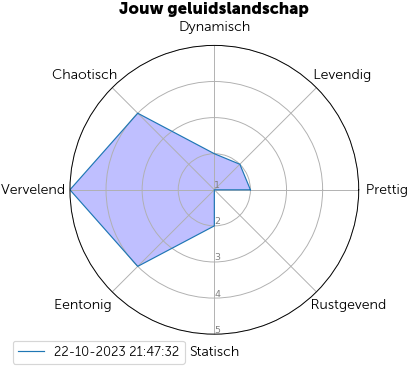 Jouw geluidslandschap
Dynamisch
Chaotisch
Levendig
Vervelend
1
Prettig
2
3
Eentonig
4
Rustgevend
5
22-10-2023 21:47:32
Statisch